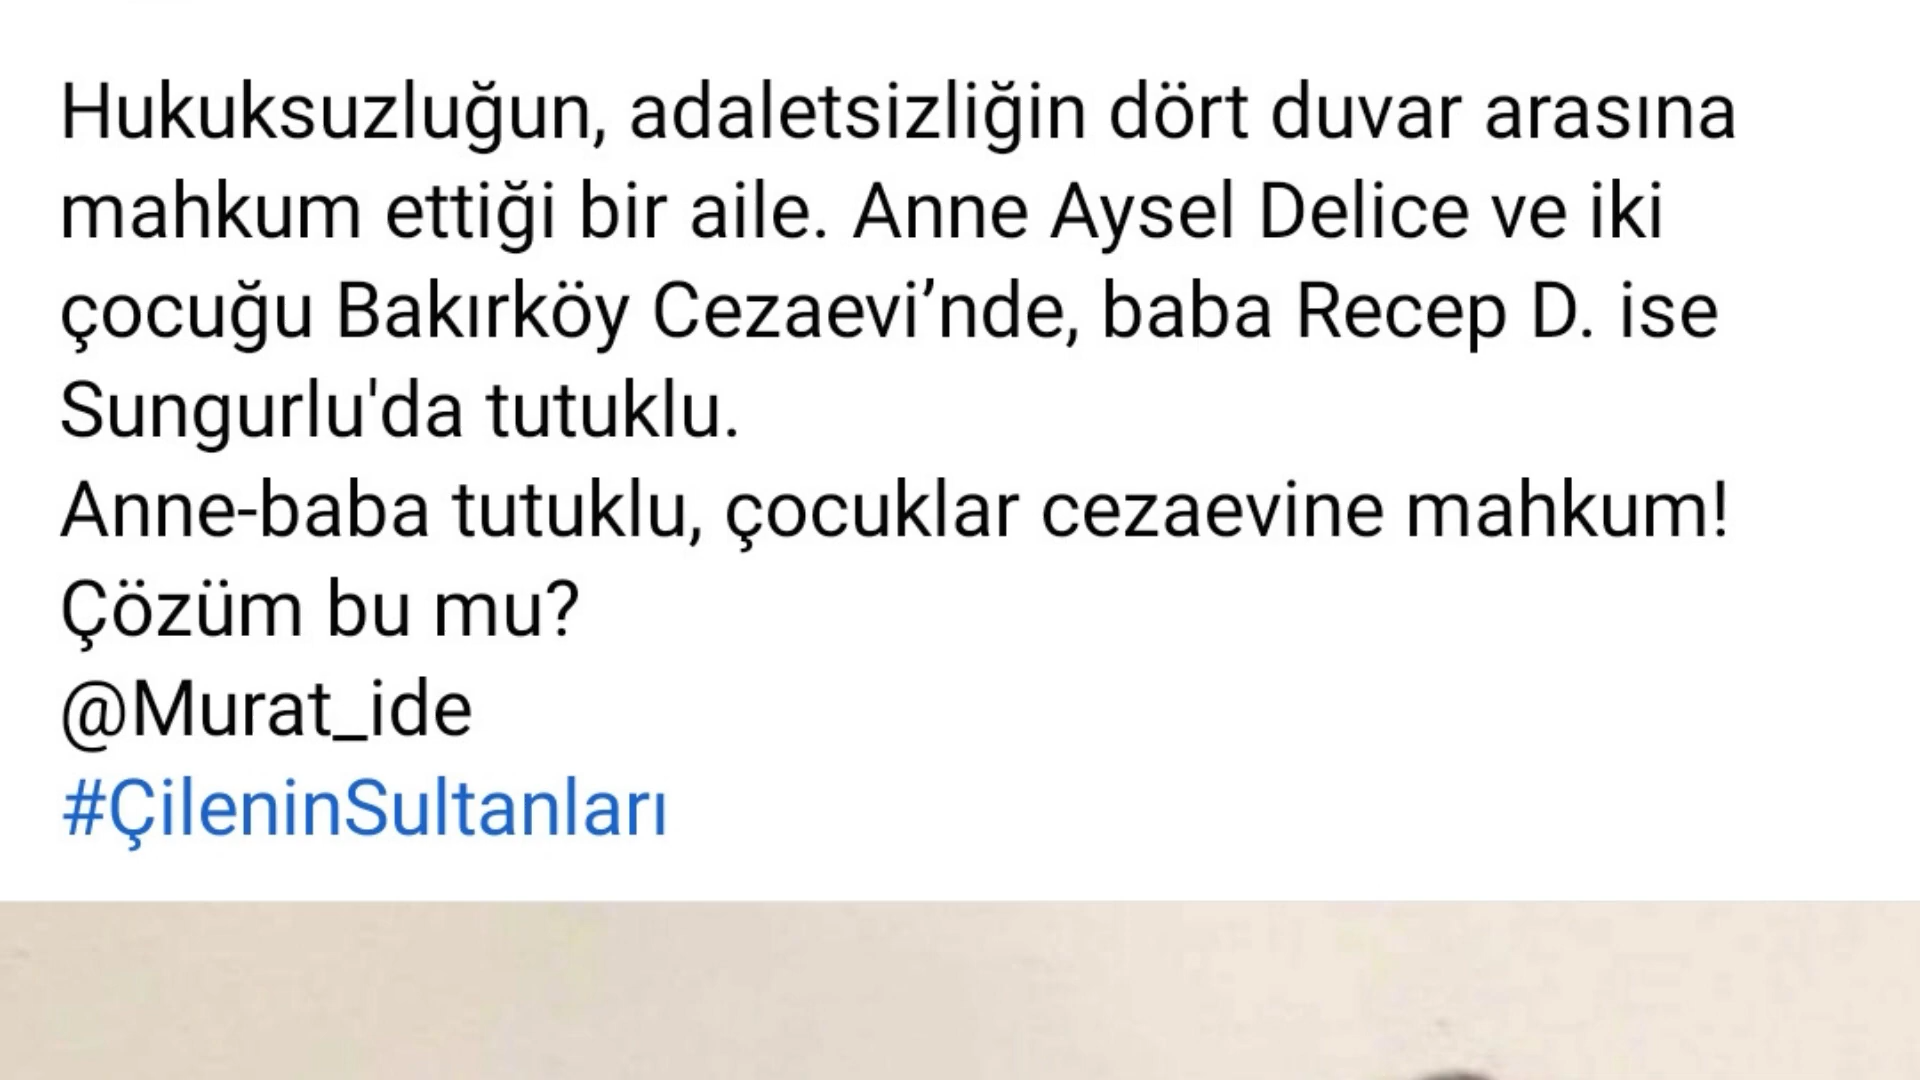 Hukuksuzluğun, adaletsizliğin dört duvar arasına
mahkum ettiği bir aile. Anne Aysel Delice ve iki
çocuğu Bakırköy Cezaevi’nde, baba Recep D. ise
Sungurlu'da tutuklu.
Anne-baba tutuklu, çocuklar cezaevine mahkum!
Çözüm bu mu?
@Murat_ide
#ÇileninSultanları